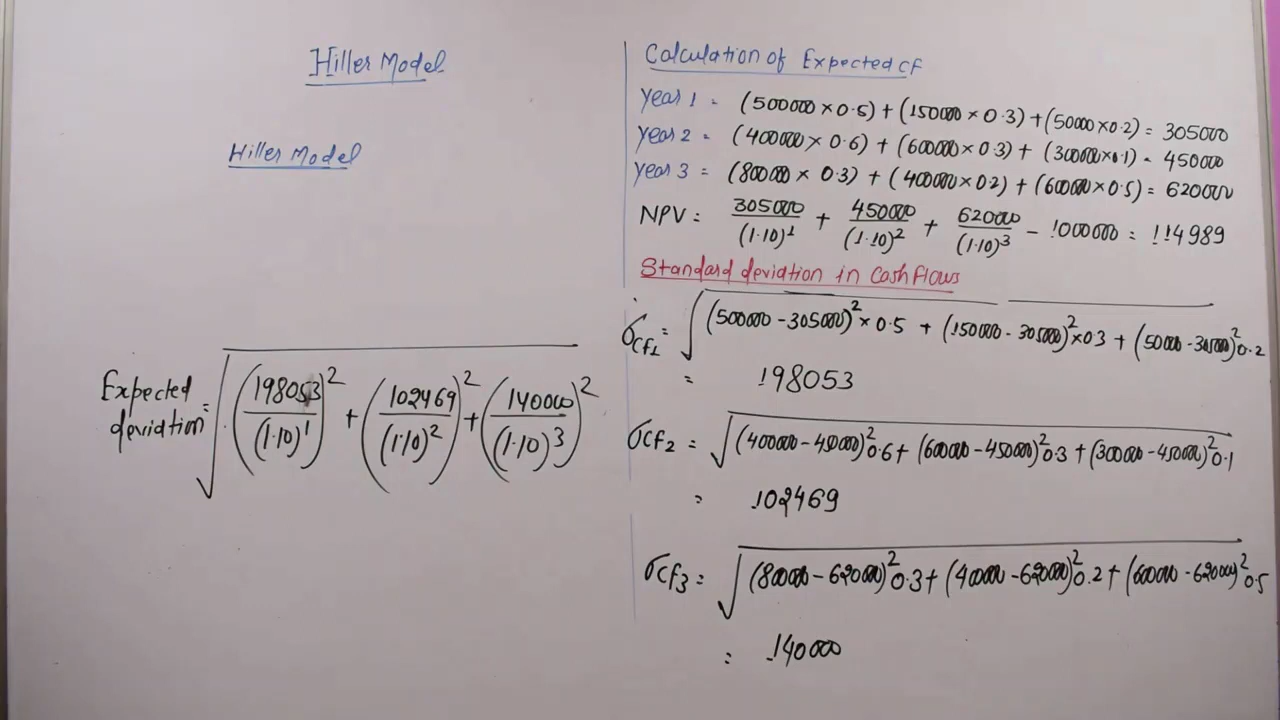 Hiller Model
Hiller Model
Expected deviation = √((198053/(1.10)¹)² + (102469/(1.10)²)² + (140000/(1.10)³)²)
Calculation of Expected CF
Year 1 = (500000 × 0.5) + (150000 × 0.3) + (50000 × 0.2) = 305000
Year 2 = (400000 × 0.6) + (600000 × 0.3) + (300000 × 0.1) = 450000
Year 3 = (800000 × 0.3) + (400000 × 0.2) + (600000 × 0.5) = 620000
NPV = 305000/(1.10)¹ + 450000/(1.10)² + 620000/(1.10)³ - 1000000 = 114989
Standard deviation in Cash flows
σCF1 = √((500000 - 305000)² × 0.5 + (150000 - 305000)² × 0.3 + (50000 - 305000)² 0.2
= 198053
σCF2 = √((400000 - 450000)² 0.6 + (600000 - 450000)² 0.3 + (300000 - 450000)² 0.1
= 102469
σCF3 = √((800000 - 620000)² 0.3 + (400000 - 620000)² 0.2 + (600000 - 620000)² 0.5
= 140000